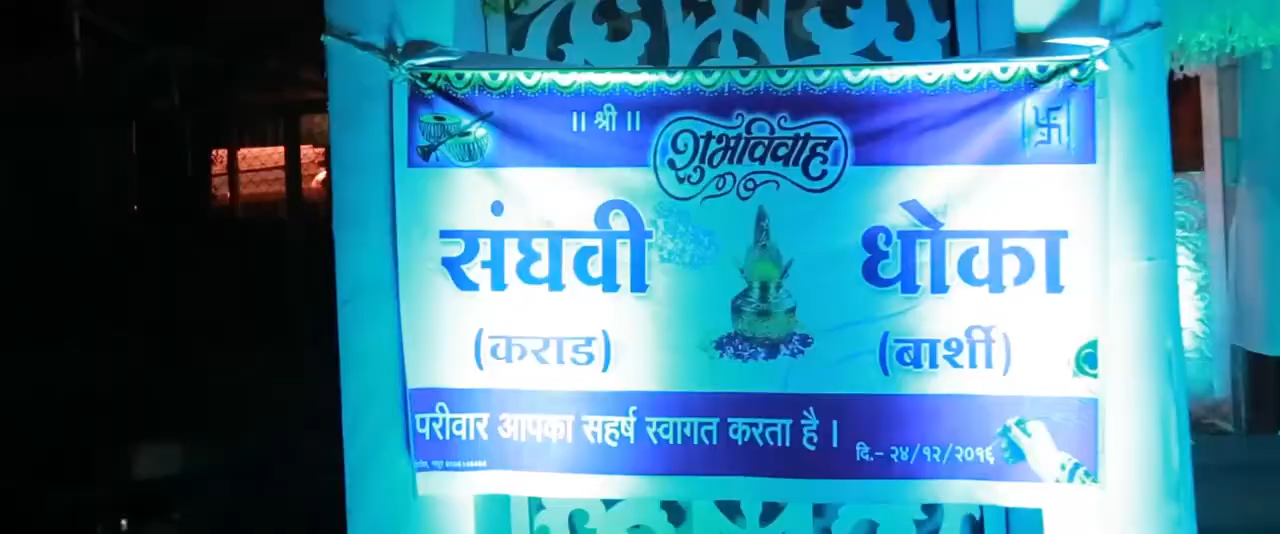 || श्री ||
शुभविवाह
संघवी धोका
(कराड) (बार्शी)
परीवार आपका सहर्ष स्वागत करता है ।
दि.- २४/१२/२०१६